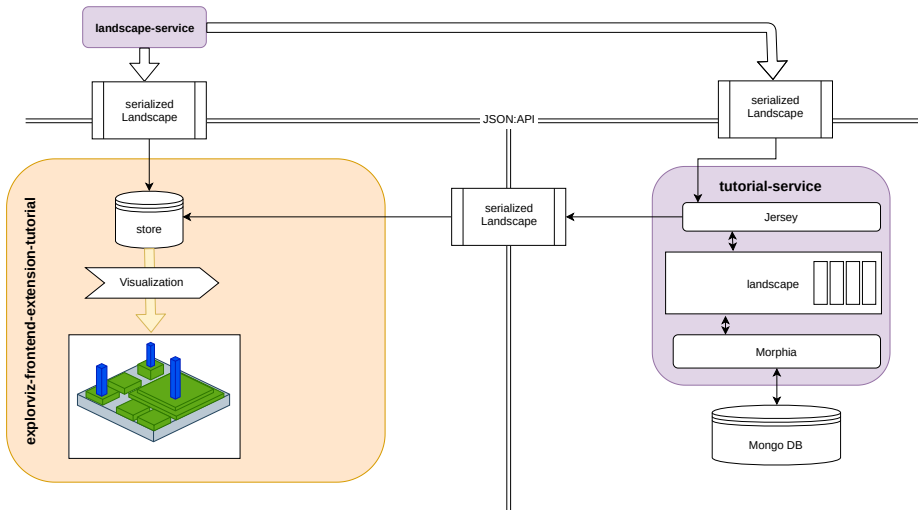 landscape-service
serialized
Landscape
serialized
Landscape
JSON:API
explorviz-frontend-extension-tutorial
store
Visualization
serialized
Landscape
tutorial-service
Jersey
landscape
Morphia
Mongo DB